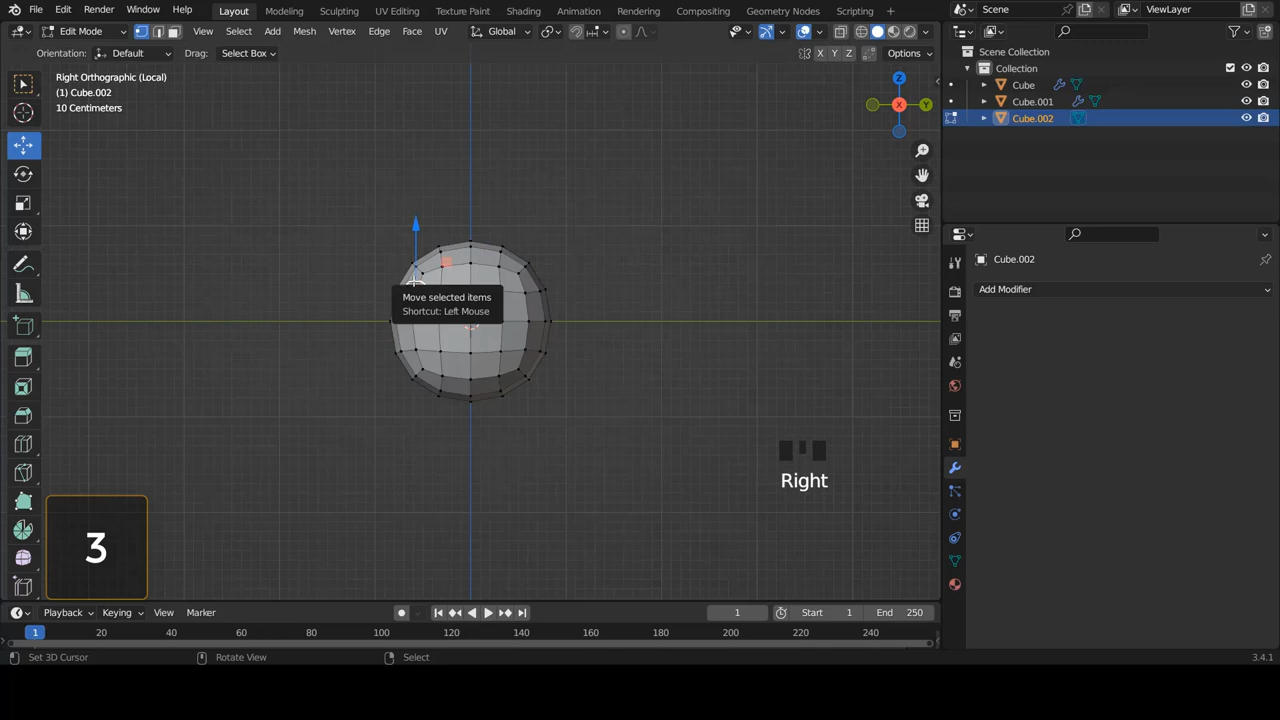 File Edit Render Window Help Layout Modeling Sculpting UV Editing Texture Paint Shading Animation Rendering Compositing Geometry Nodes Scripting Scene ViewLayer
Edit Mode View Select Add Mesh Vertex Edge Face UV Global
Orientation: Default Drag: Select Box X Y Z Options
Right Orthographic (Local)
(1) Cube.002
10 Centimeters
Z
Y
X
Scene Collection
Collection
Cube
Cube.001
Cube.002
Cube.002
Add Modifier
Move selected items
Shortcut: Left Mouse
Right
3
Playback Keying View Marker 1 Start 1 End 250
1 20 40 60 80 100 120 140 160 180 200 220 240
Set 3D Cursor Rotate View Select 3.4.1